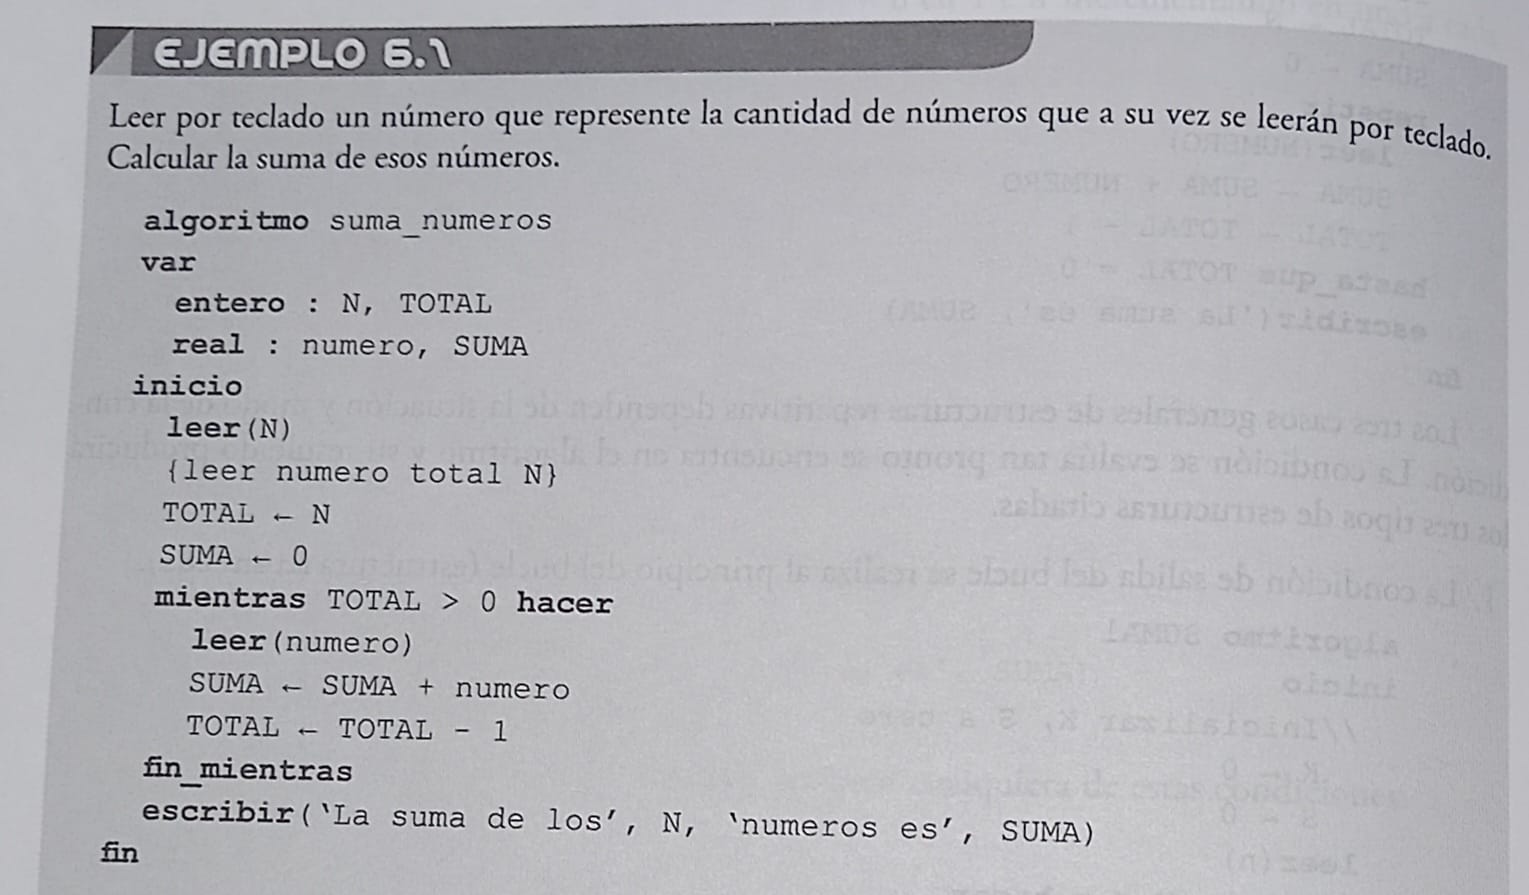 EJEMPLO 6.1
Leer por teclado un número que represente la cantidad de números que a su vez se leerán por teclado.
Calcular la suma de esos números.
algoritmo suma_numeros
var
entero : N, TOTAL
real : numero, SUMA
inicio
leer(N)
{leer numero total N}
TOTAL ← N
SUMA ← 0
mientras TOTAL > 0 hacer
leer(numero)
SUMA ← SUMA + numero
TOTAL ← TOTAL - 1
fin_mientras
escribir(‘La suma de los’, N, ‘numeros es’, SUMA)
fin